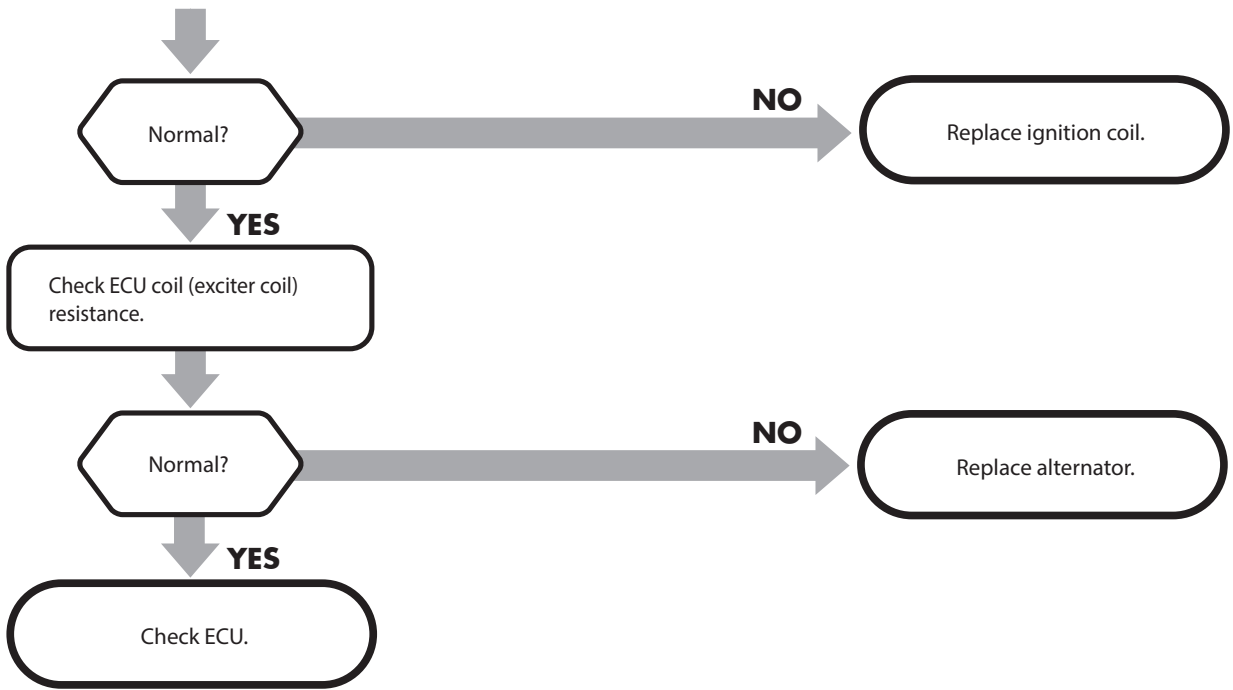 NO
Normal?
Replace ignition coil.
YES
Check ECU coil (exciter coil)
resistance.
NO
Normal?
Replace alternator.
YES
Check ECU.